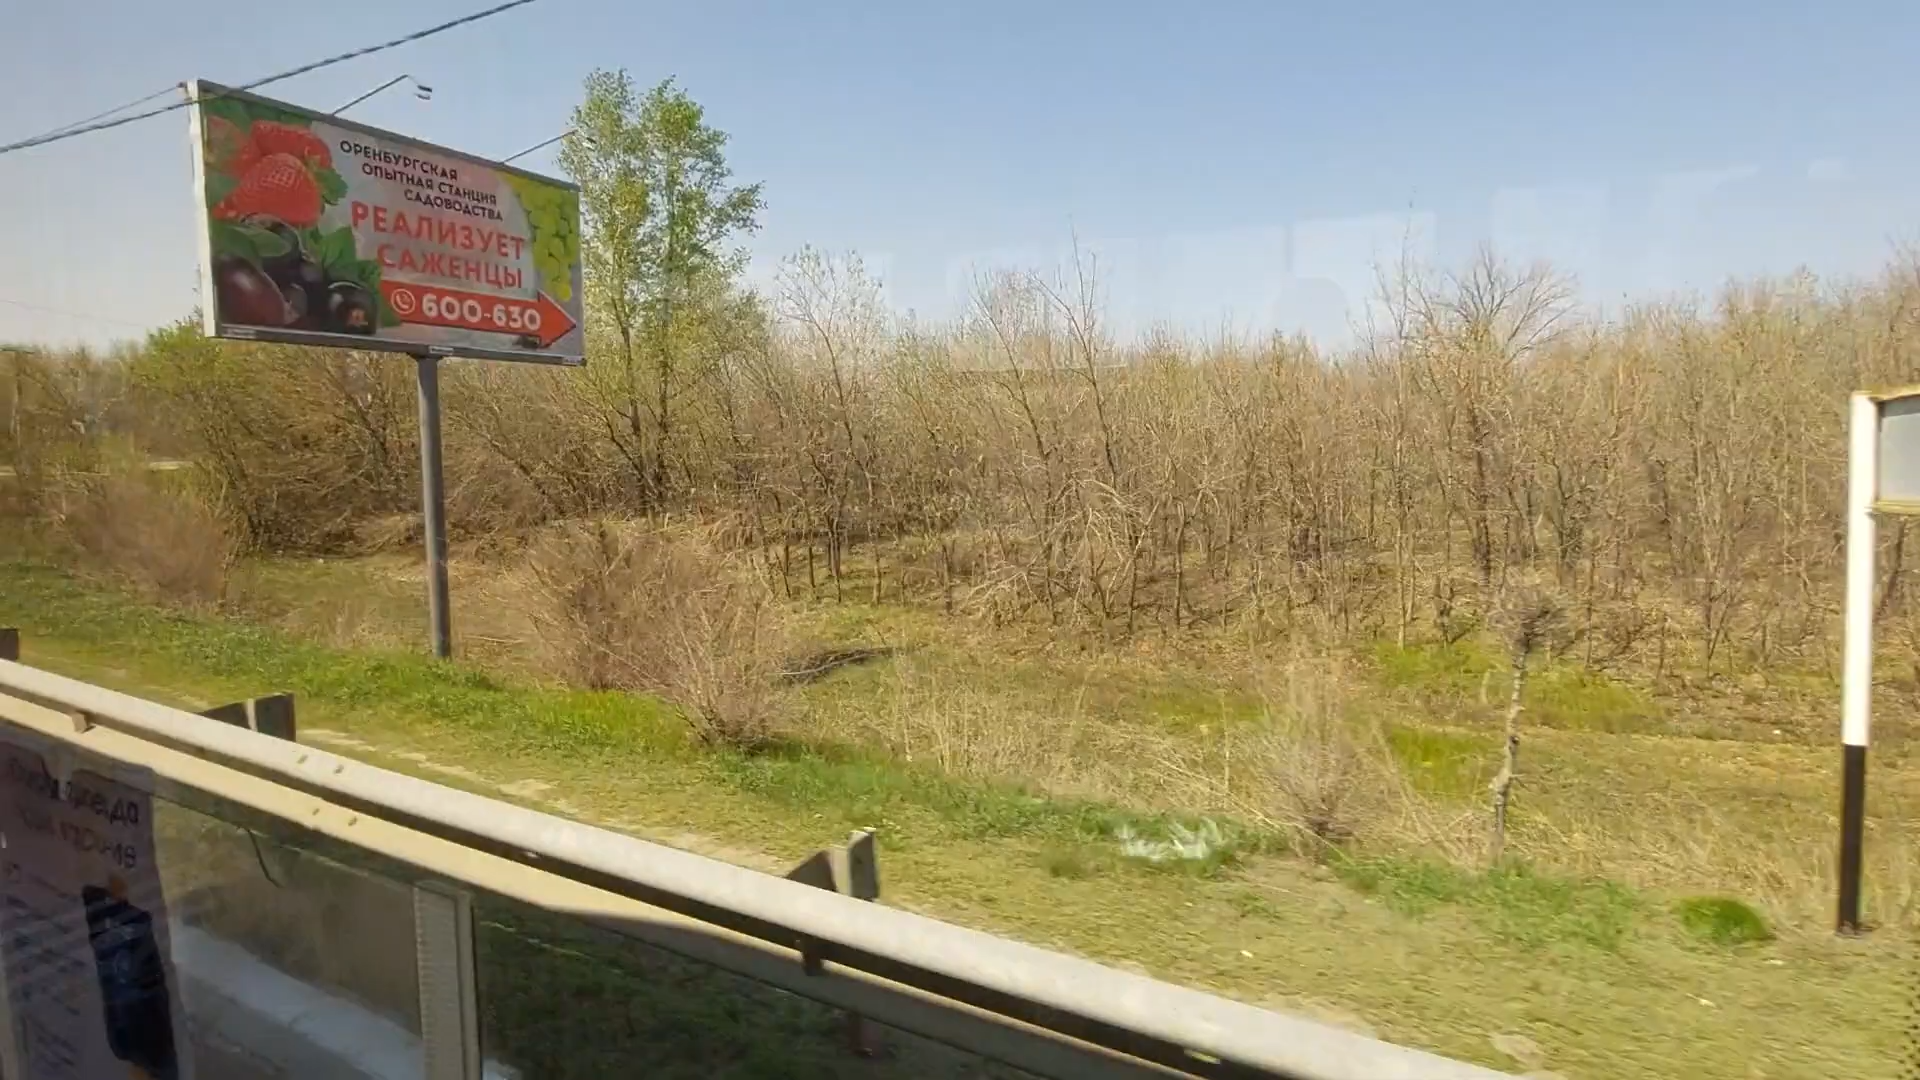 ОРЕНБУРГСКАЯ
ОПЫТНАЯ СТАНЦИЯ
САДОВОДСТВА
РЕАЛИЗУЕТ
САЖЕНЦЫ
600-630